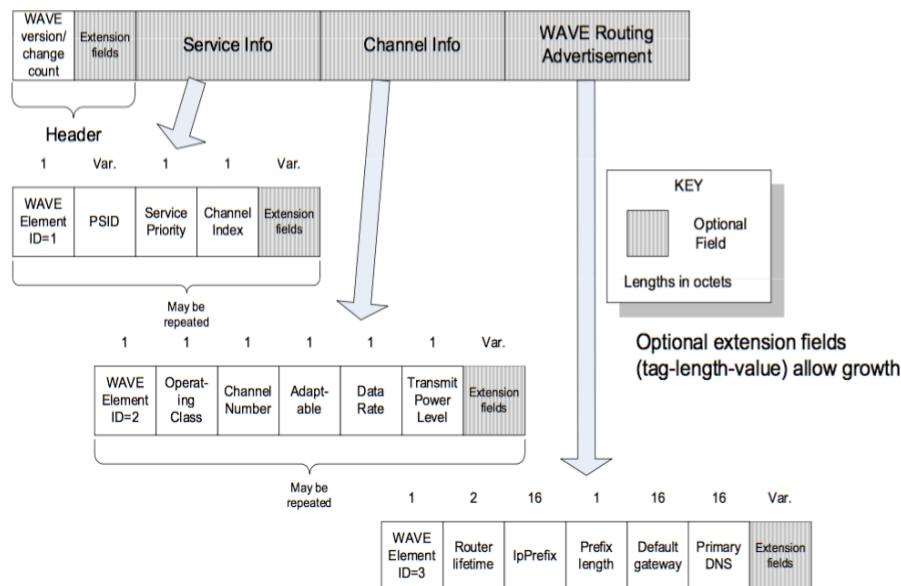 WAVE
version/
change
count
Extension
fields
Service Info
Channel Info
WAVE Routing
Advertisement
Header
1 Var. 1 1
WAVE
Element
ID=1
PSID
Service
Priority
Channel
Index
Extension
fields
May be
repeated
KEY
Optional
Field
Lengths in octets
Optional extension fields
(tag-length-value) allow growth
1 1 1 1 1 1 Var.
WAVE
Element
ID=2
Operat-
ing
Class
Channel
Number
Adapt-
able
Data
Rate
Transmit
Power
Level
Extension
fields
May be
repeated
1 2 16 1 16 16 Var.
WAVE
Element
ID=3
Router
lifetime
IpPrefix
Prefix
length
Default
gateway
Primary
DNS
Extension
fields